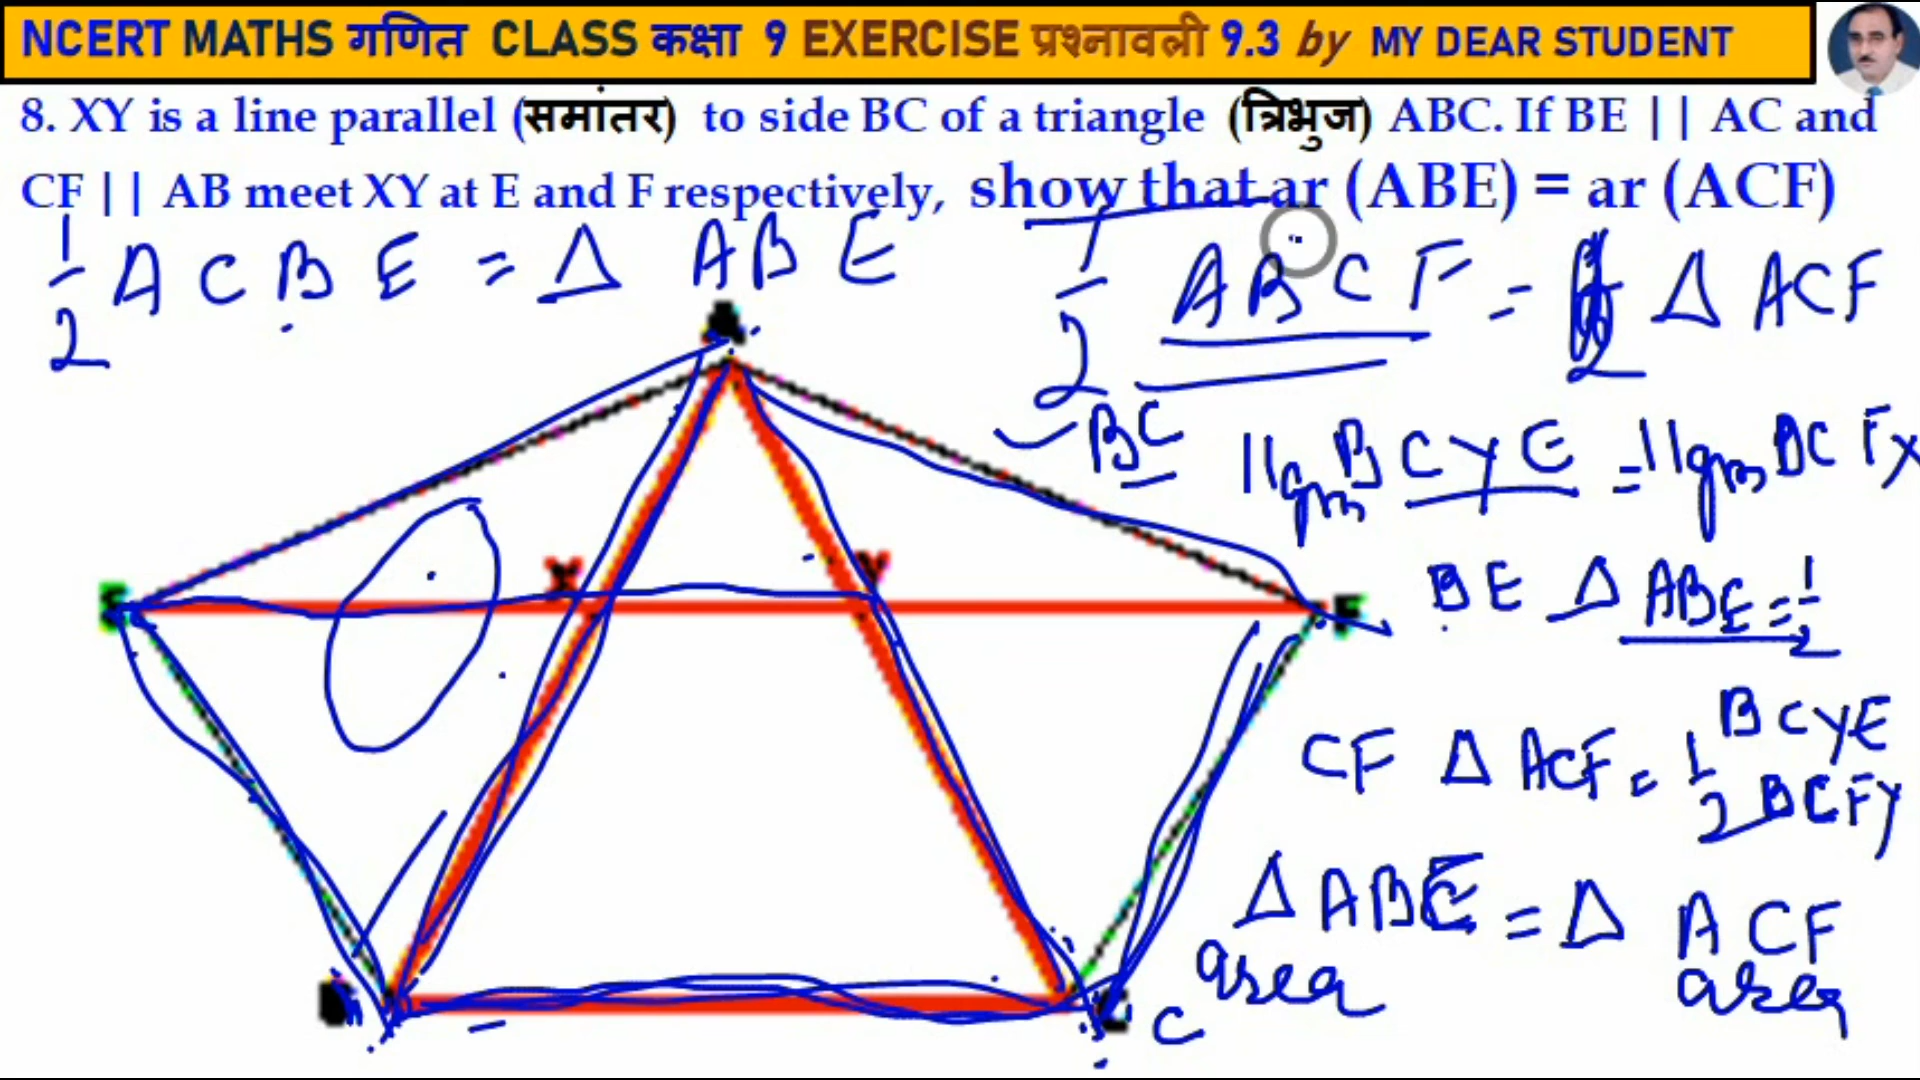 NCERT MATHS गणित CLASS कक्षा 9 EXERCISE प्रश्नावली 9.3 by MY DEAR STUDENT
8. XY is a line parallel (समांतर) to side BC of a triangle (त्रिभुज) ABC. If BE || AC and
CF || AB meet XY at E and F respectively, show that ar (ABE) = ar (ACF)
1/2 ACBE = Δ ABE
1/2 ABCF = Δ ACF
BC
||gm BCYE = ||gm BCFX
BE Δ ABE = 1/2
BCYE
CF Δ ACF = 1/2 BCFY
Δ ABE = Δ ACF
area area
A
E X Y F
B C C